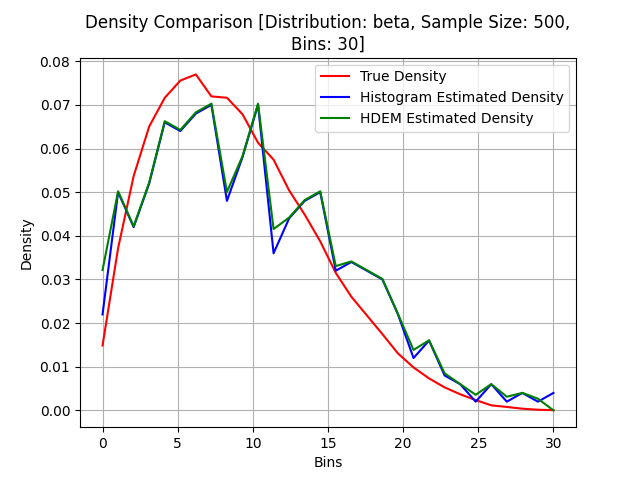 Density Comparison [Distribution: beta, Sample Size: 500,
Bins: 30]
True Density
Histogram Estimated Density
HDEM Estimated Density
Density
0.08
0.07
0.06
0.05
0.04
0.03
0.02
0.01
0.00
0 5 10 15 20 25 30
Bins